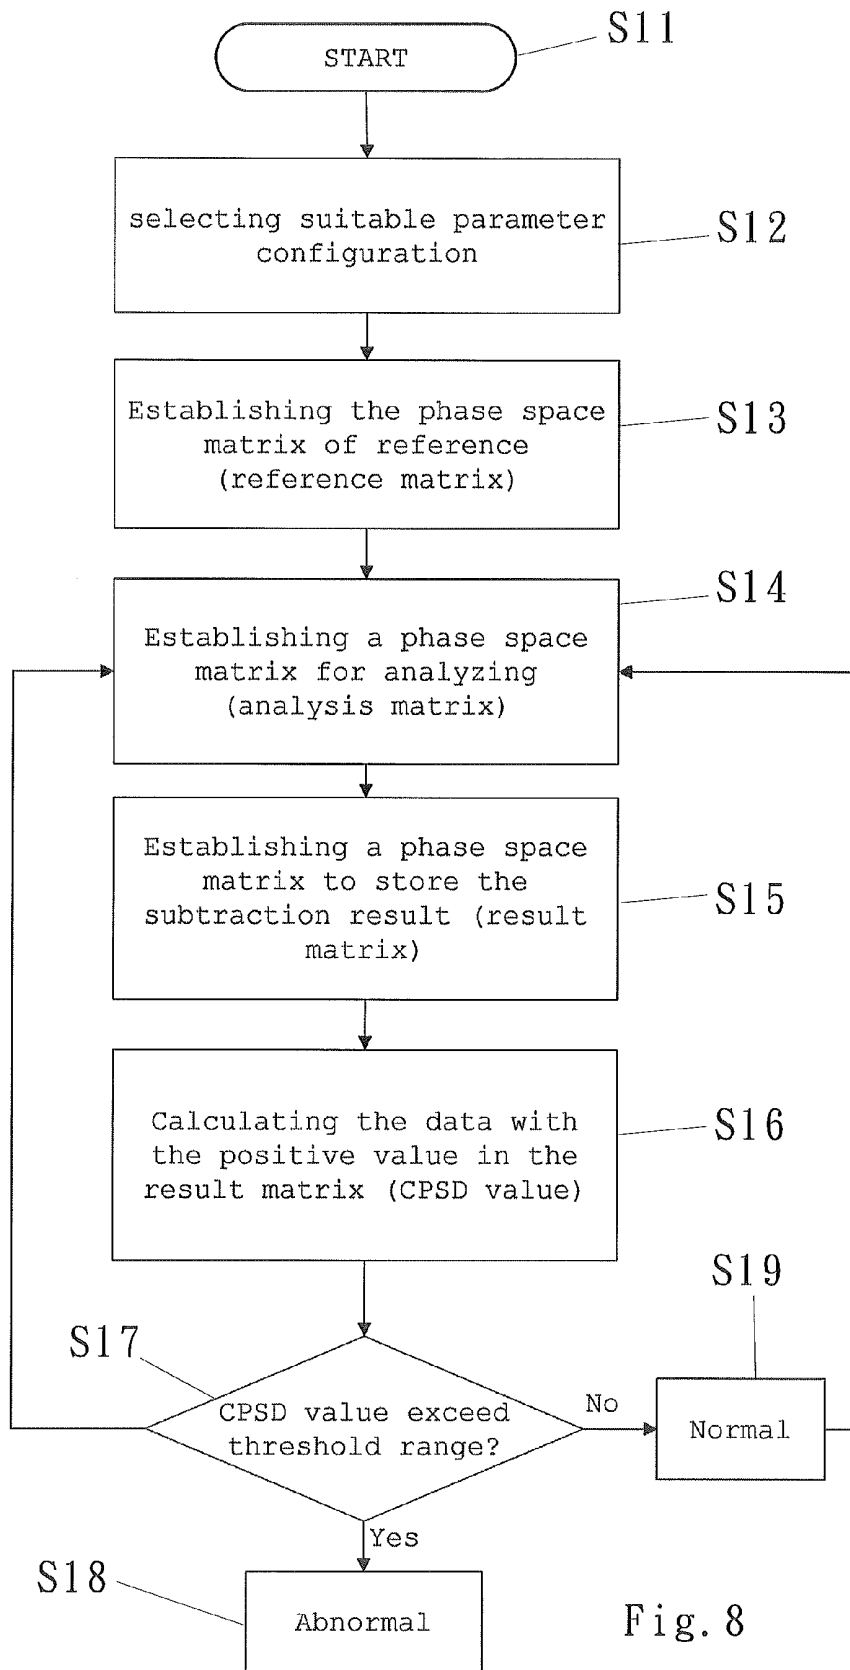 S11
START
selecting suitable parameter
configuration
S12
Establishing the phase space
matrix of reference
(reference matrix)
S13
S14
Establishing a phase space
matrix for analyzing
(analysis matrix)
Establishing a phase space
matrix to store the
subtraction result (result
matrix)
S15
Calculating the data with
the positive value in the
result matrix (CPSD value)
S16
S19
S17
CPSD value exceed
threshold range?
No
Normal
Yes
S18
Abnormal
Fig. 8